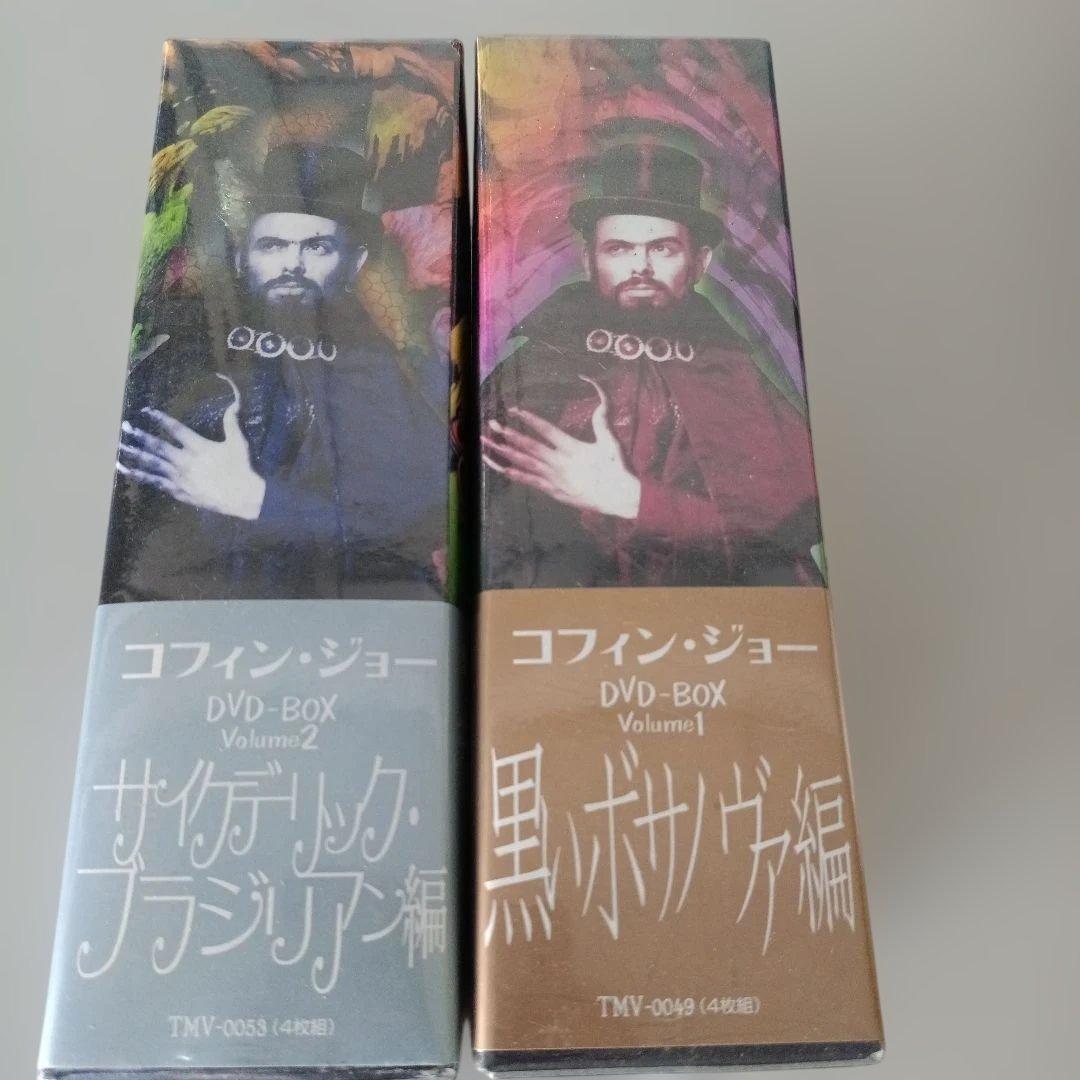 コフィン・ジョー
DVD-BOX
Volume2
サイケデリック・
ブラジリアン編
TMV-0053(4枚組)
コフィン・ジョー
DVD-BOX
Volume1
黒いボサノヴァ編
TMV-0049(4枚組)